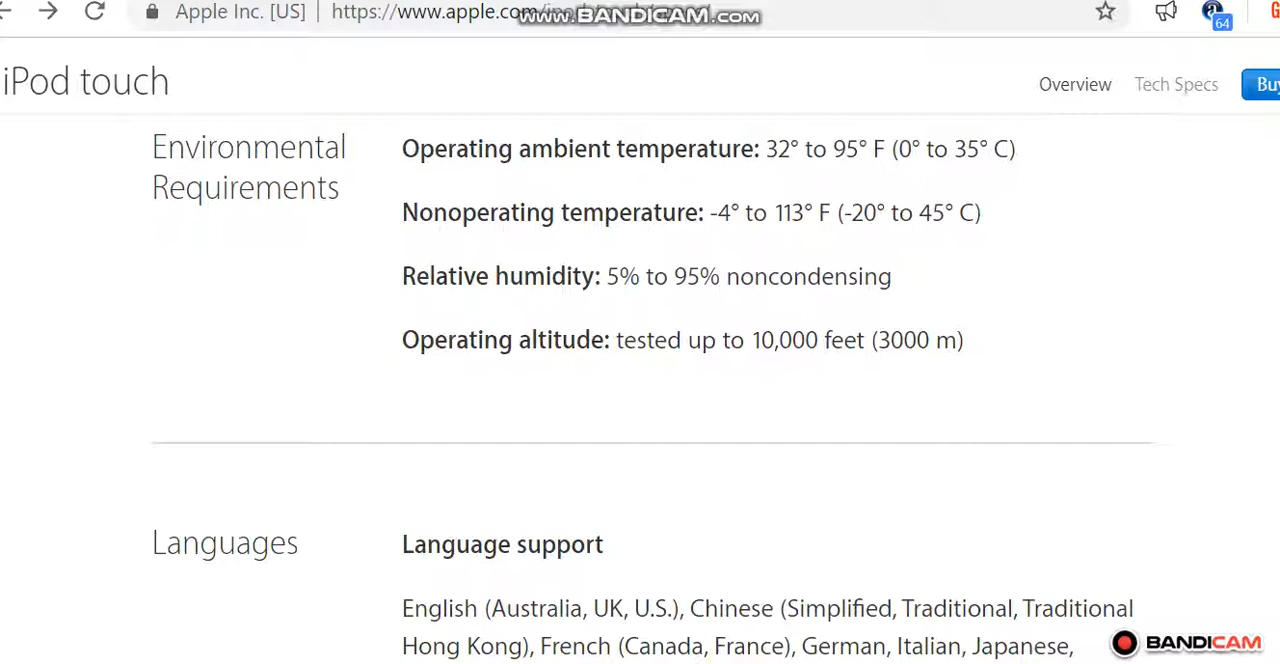 Apple Inc. [US] | https://www.apple.com
www.BANDICAM.com
64
iPod touch
Overview
Tech Specs
Buy
Environmental
Requirements
Operating ambient temperature: 32° to 95° F (0° to 35° C)
Nonoperating temperature: -4° to 113° F (-20° to 45° C)
Relative humidity: 5% to 95% noncondensing
Operating altitude: tested up to 10,000 feet (3000 m)
Languages
Language support
English (Australia, UK, U.S.), Chinese (Simplified, Traditional, Traditional
Hong Kong), French (Canada, France), German, Italian, Japanese,
BANDICAM